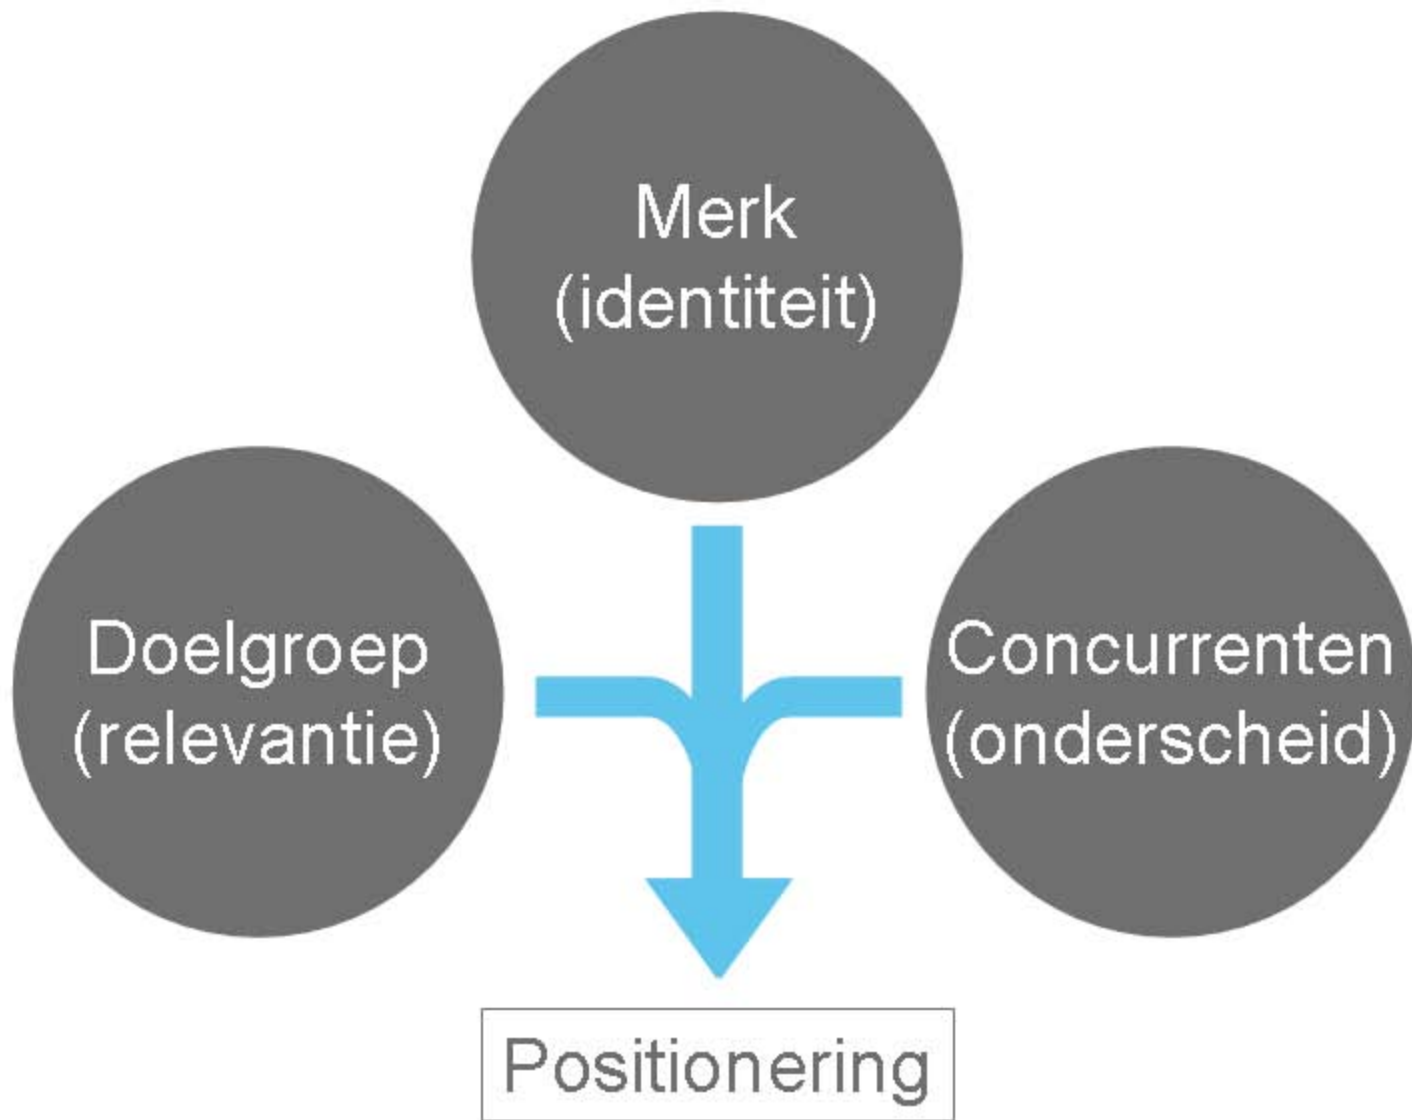 Merk
(identiteit)
Doelgroep
(relevantie)
Concurrenten
(onderscheid)
Positionering